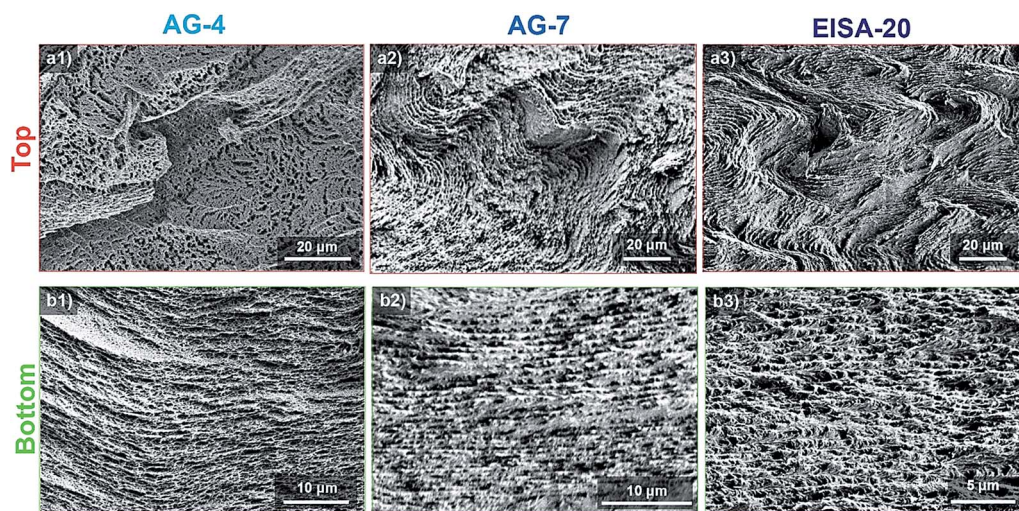 AG-4
AG-7
EISA-20
Top
a1)
20 µm
a2)
20 µm
a3)
20 µm
Bottom
b1)
10 µm
b2)
10 µm
b3)
5 µm